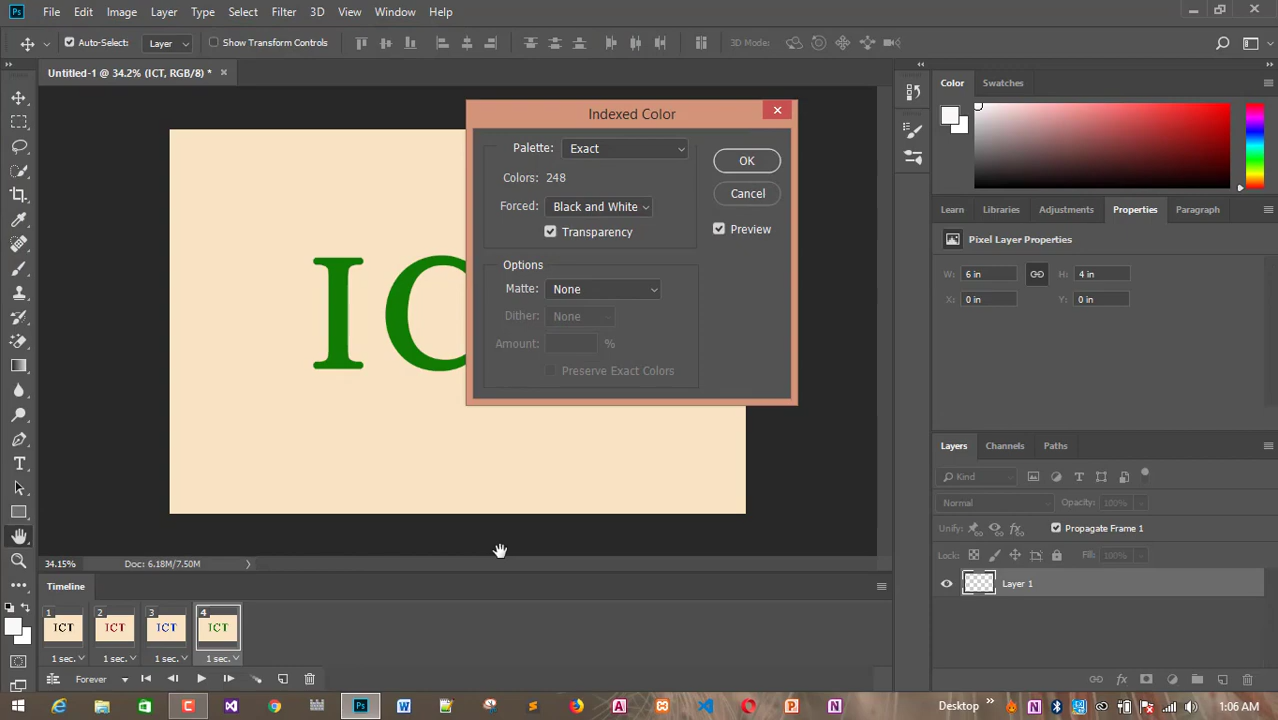 Ps File Edit Image Layer Type Select Filter 3D View Window Help
Auto-Select: Layer Show Transform Controls 3D Mode:
Untitled-1 @ 34.2% (ICT, RGB/8) * ×
Indexed Color
Palette: Exact
OK
Colors: 248
Cancel
Forced: Black and White
Transparency
Preview
Options
Matte: None
Dither: None
Amount: %
Preserve Exact Colors
IC
Color Swatches
Learn Libraries Adjustments Properties Paragraph
Pixel Layer Properties
W: 6 in H: 4 in
X: 0 in Y: 0 in
Layers Channels Paths
Kind
Normal Opacity: 100%
Unify: Propagate Frame 1
Lock: Fill: 100%
Layer 1
34.15% Doc: 6.18M/7.50M
Timeline
1 2 3 4
ICT ICT ICT ICT
1 sec. 1 sec. 1 sec. 1 sec.
Forever
Desktop » 1:06 AM